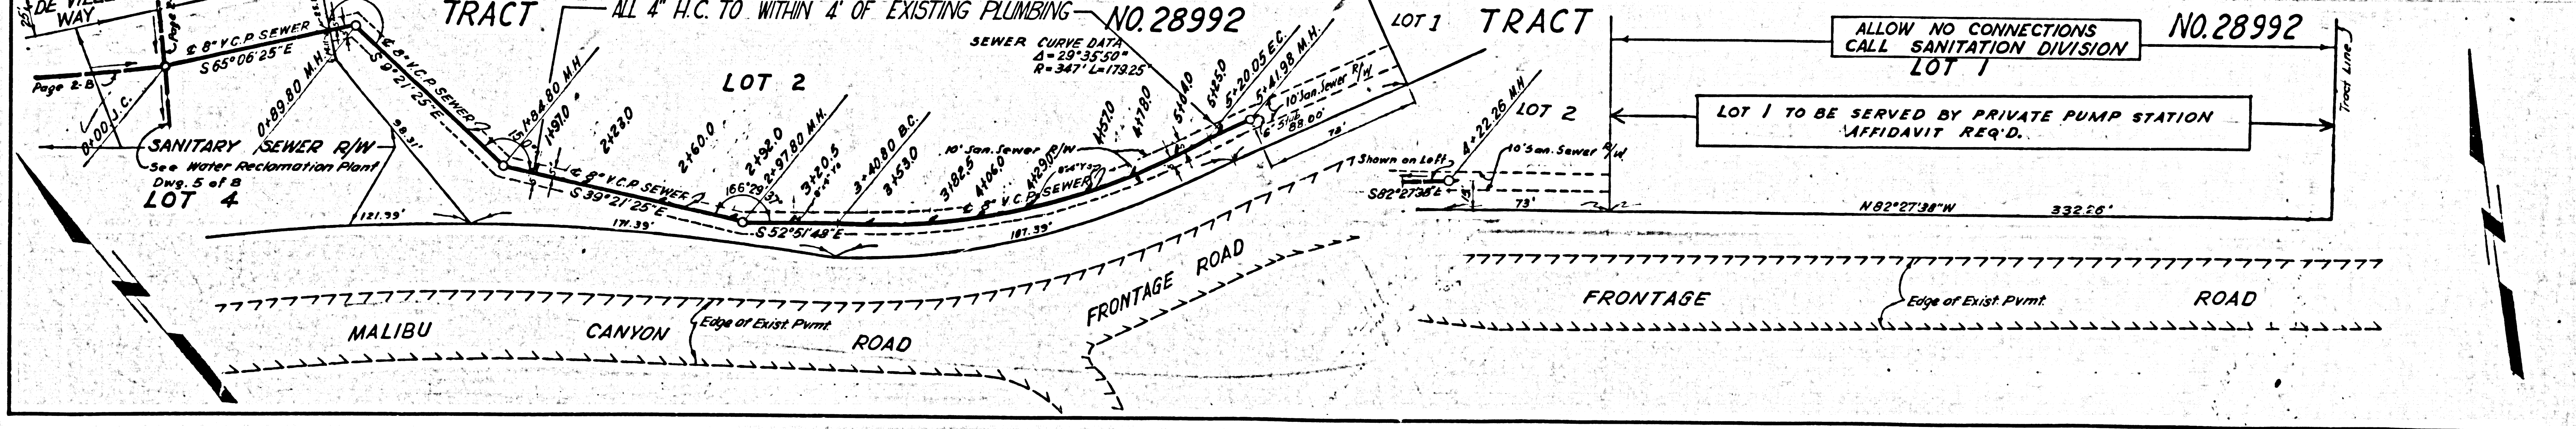 DE VILLE
WAY
TRACT
ALL 4" H.C. TO WITHIN 4' OF EXISTING PLUMBING
NO. 28992
LOT 1
TRACT
ALLOW NO CONNECTIONS
CALL SANITATION DIVISION
NO. 28992
LOT 1
Tract Line
℄ 8" V.C.P. SEWER
S 65° 06' 25" E
Page 2-B
0+00 J.C.
0+89.80 M.H.
℄ 8" V.C.P. SEWER
S 9° 21' 25" E
98.31'
1+84.80 M.H.
1+97.0
2+23.0
LOT 2
SEWER CURVE DATA
Δ = 29° 35' 50"
R = 347' L = 179.25'
2+60.0
2+92.0
2+97.80 M.H.
3+20.5
3+40.80 B.C.
3+53.0
3+82.5
4+06.0
4+29.0
4+57.0
4+78.0
5+04.0
5+25.0
5+20.05 E.C.
5+41.98 M.H.
10' San. Sewer R/W
10' San. Sewer R/W
88.00'
78'
SANITARY SEWER R/W
See Water Reclamation Plant
Dwg. 5 of 8
LOT 4
121.99'
℄ 8" V.C.P. SEWER
S 39° 21' 25" E
166° 29' 37"
S 52° 51' 48" E
℄ 8" V.C.P. SEWER
187.39'
4+22.26 M.H.
LOT 2
LOT 1 TO BE SERVED BY PRIVATE PUMP STATION
AFFIDAVIT REQ'D.
Shown on Left
10' San. Sewer R/W
S 82° 27' 38" E
73'
N 82° 27' 38" W
332.26'
MALIBU CANYON ROAD
Edge of Exist. Pvmt.
FRONTAGE ROAD
FRONTAGE ROAD
Edge of Exist. Pvmt.